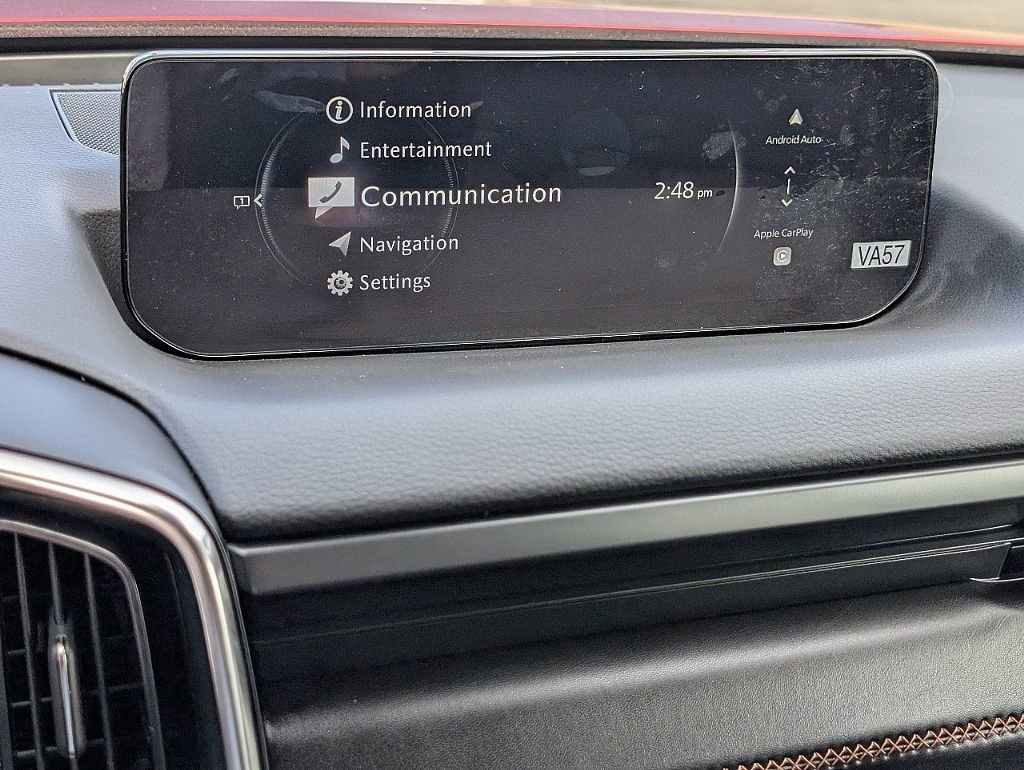 Information
Entertainment
Communication
Navigation
Settings
2:48 pm
Android Auto
Apple CarPlay
VA57